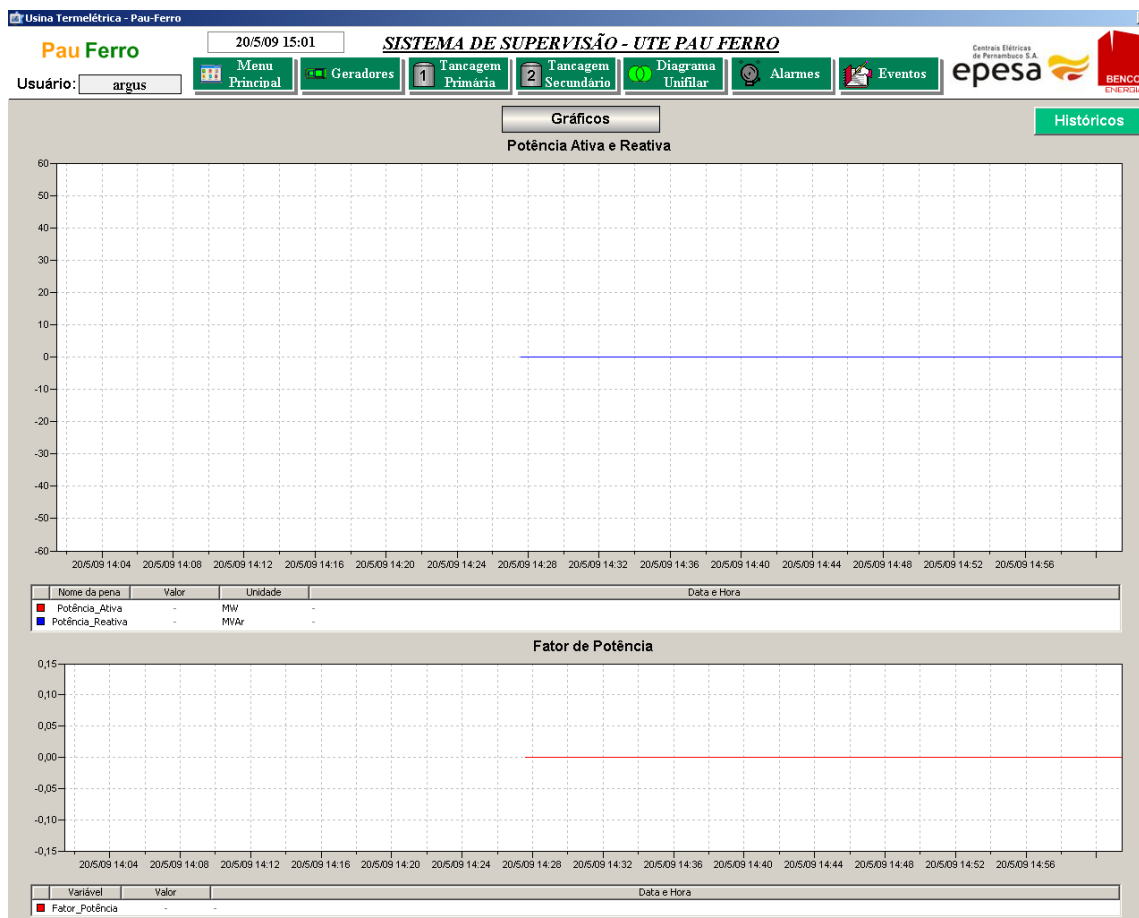 Usina Termelétrica - Pau-Ferro
Pau Ferro
20/5/09 15:01
SISTEMA DE SUPERVISÃO - UTE PAU FERRO
Usuário:
argus
Menu
Principal
Geradores
1
Tancagem
Primária
2
Tancagem
Secundário
Diagrama
Unifilar
Alarmes
Eventos
Centrais Elétricas
de Pernambuco S.A.
epesa
BENCO
ENERGIA
Gráficos
Históricos
Potência Ativa e Reativa
60
50
40
30
20
10
0
-10
-20
-30
-40
-50
-60
20/5/09 14:04 20/5/09 14:08 20/5/09 14:12 20/5/09 14:16 20/5/09 14:20 20/5/09 14:24 20/5/09 14:28 20/5/09 14:32 20/5/09 14:36 20/5/09 14:40 20/5/09 14:44 20/5/09 14:48 20/5/09 14:52 20/5/09 14:56
Nome da pena Valor Unidade Data e Hora
Potência_Ativa - MW -
Potência_Reativa - MVAr -
Fator de Potência
0,15
0,10
0,05
0,00
-0,05
-0,10
-0,15
20/5/09 14:04 20/5/09 14:08 20/5/09 14:12 20/5/09 14:16 20/5/09 14:20 20/5/09 14:24 20/5/09 14:28 20/5/09 14:32 20/5/09 14:36 20/5/09 14:40 20/5/09 14:44 20/5/09 14:48 20/5/09 14:52 20/5/09 14:56
Variável Valor Data e Hora
Fator_Potência - -